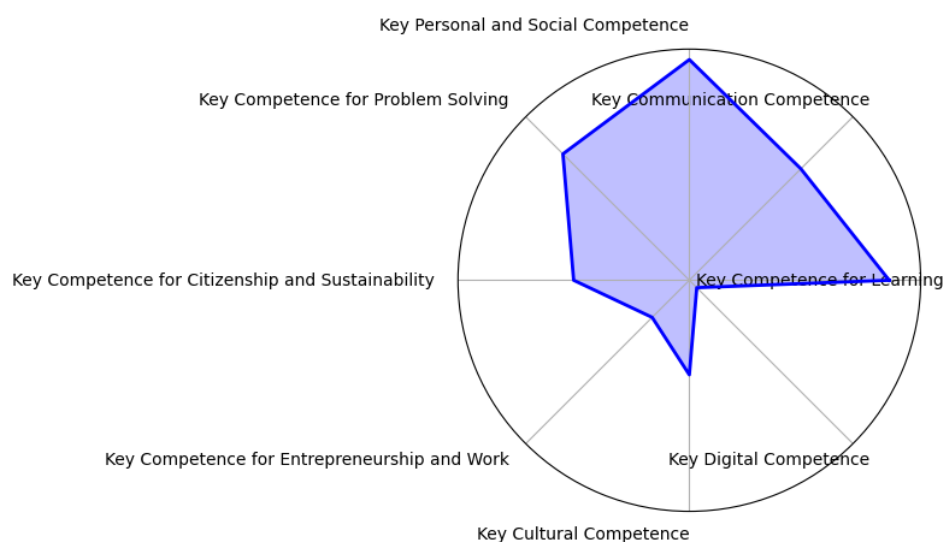 Key Personal and Social Competence
Key Competence for Problem Solving
Key Communication Competence
Key Competence for Citizenship and Sustainability
Key Competence for Learning
Key Competence for Entrepreneurship and Work
Key Digital Competence
Key Cultural Competence